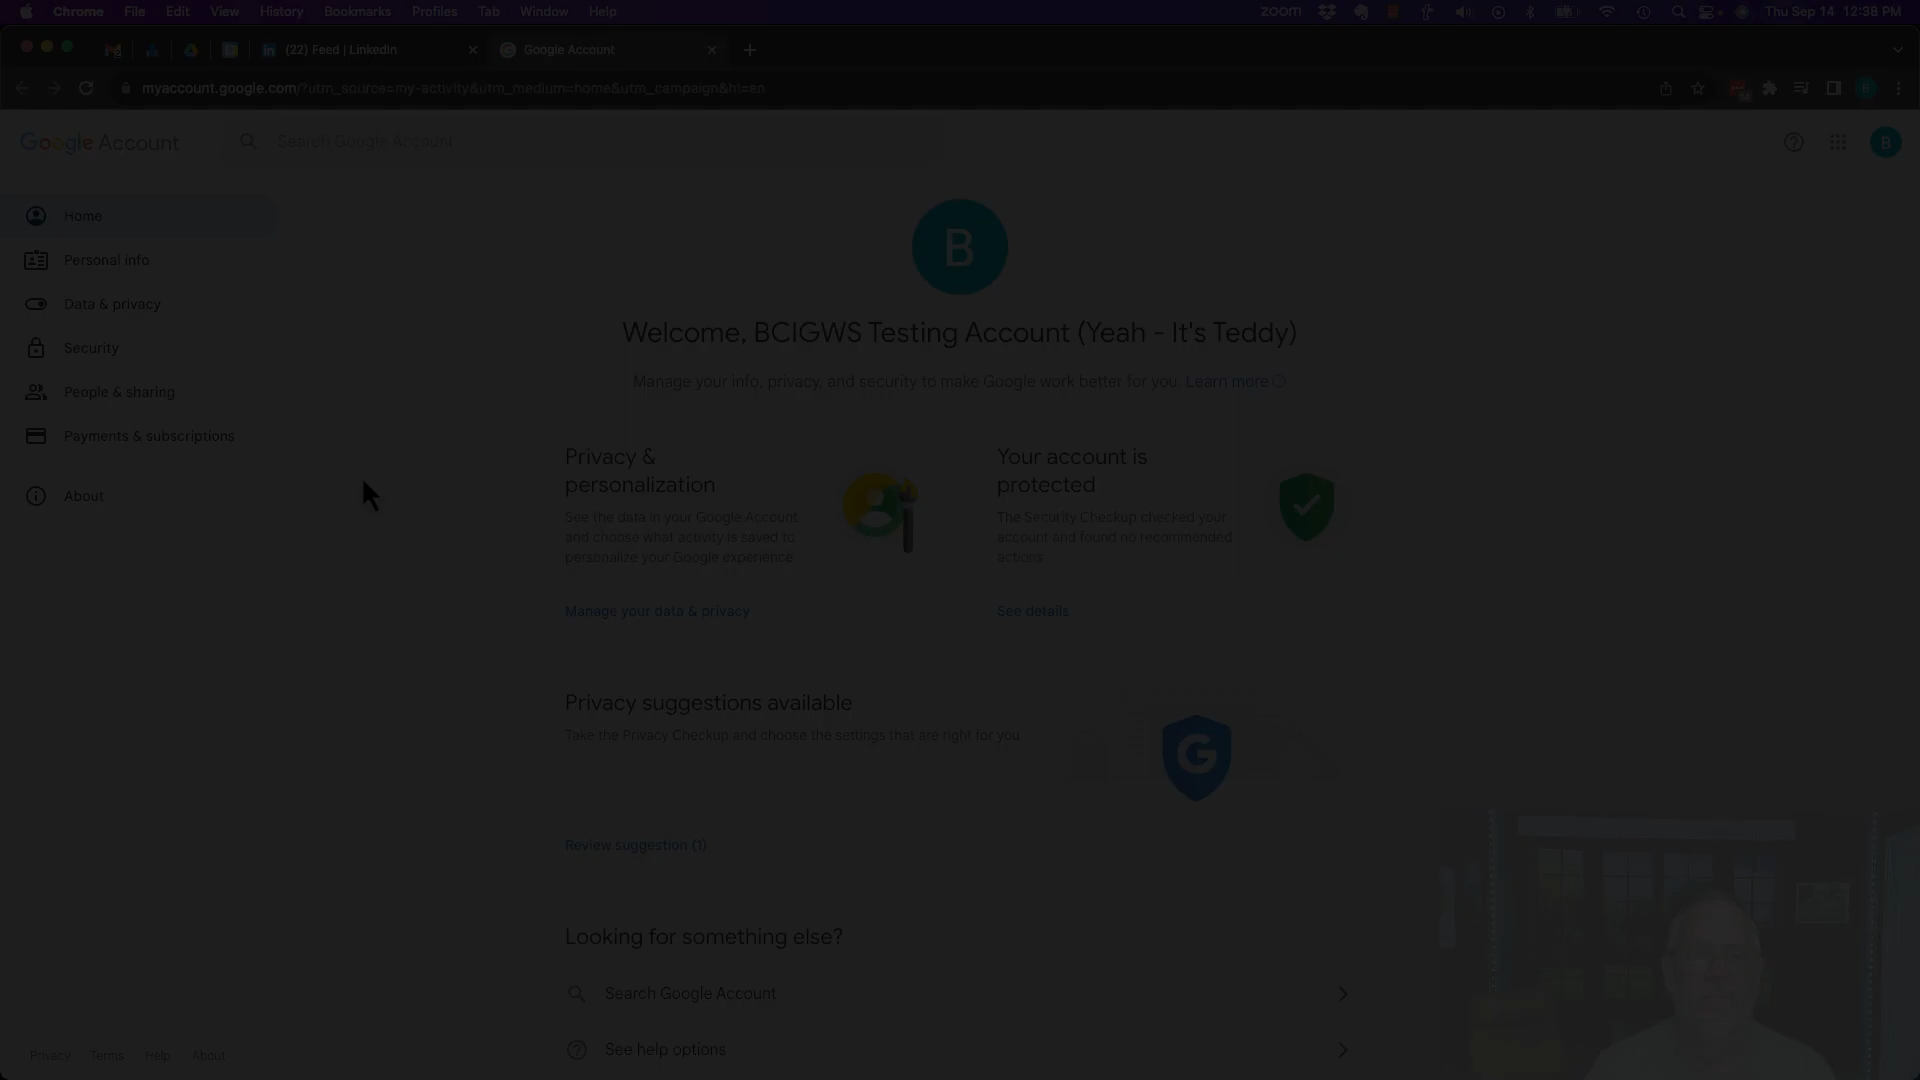 Chrome File Edit View History Bookmarks Profiles Tab Window Help zoom Thu Sep 14 12:38 PM
(22) Feed | LinkedIn Google Account
myaccount.google.com/?utm_source=my-activity&utm_medium=home&utm_campaign&hl=en
Google Account Search Google Account B
Home
Personal info
Data & privacy
Security
People & sharing
Payments & subscriptions
About
B
Welcome, BCIGWS Testing Account (Yeah - It's Teddy)
Manage your info, privacy, and security to make Google work better for you. Learn more
Privacy &
personalization
See the data in your Google Account
and choose what activity is saved to
personalize your Google experience
Manage your data & privacy
Your account is
protected
The Security Checkup checked your
account and found no recommended
actions
See details
Privacy suggestions available
Take the Privacy Checkup and choose the settings that are right for you
G
Review suggestion (1)
Looking for something else?
Search Google Account
See help options
Privacy Terms Help About